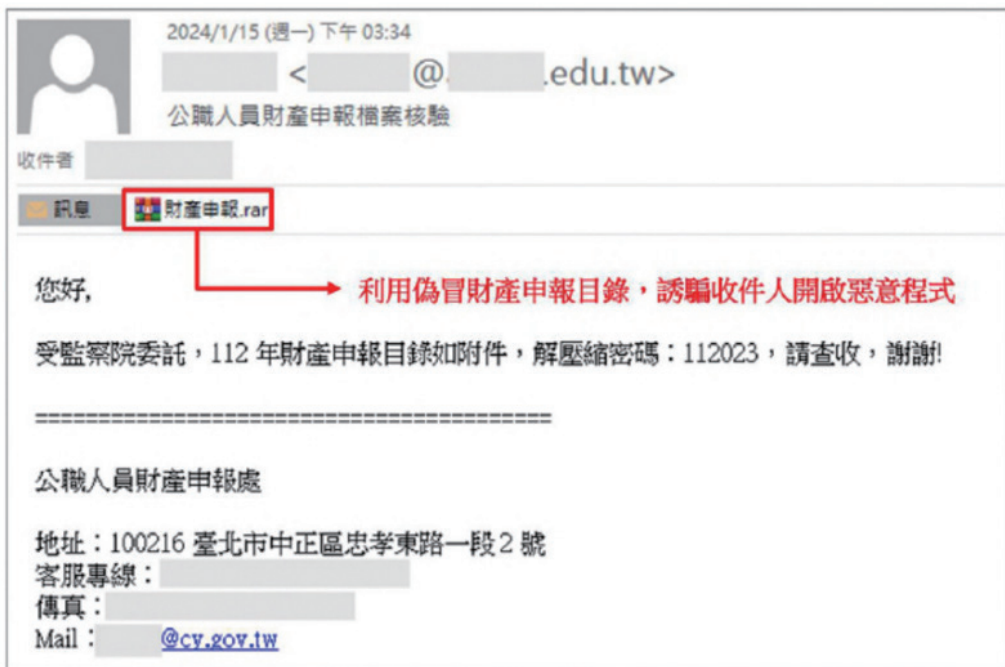 2024/1/15 (週一) 下午 03:34
< @ .edu.tw>
公職人員財產申報檔案核驗
收件者
訊息 財產申報.rar
您好,
利用偽冒財產申報目錄，誘騙收件人開啟惡意程式
受監察院委託，112 年財產申報目錄如附件，解壓縮密碼：112023，請查收，謝謝!
=========================================
公職人員財產申報處
地址：100216 臺北市中正區忠孝東路一段 2 號
客服專線：
傳真：
Mail： @cy.gov.tw